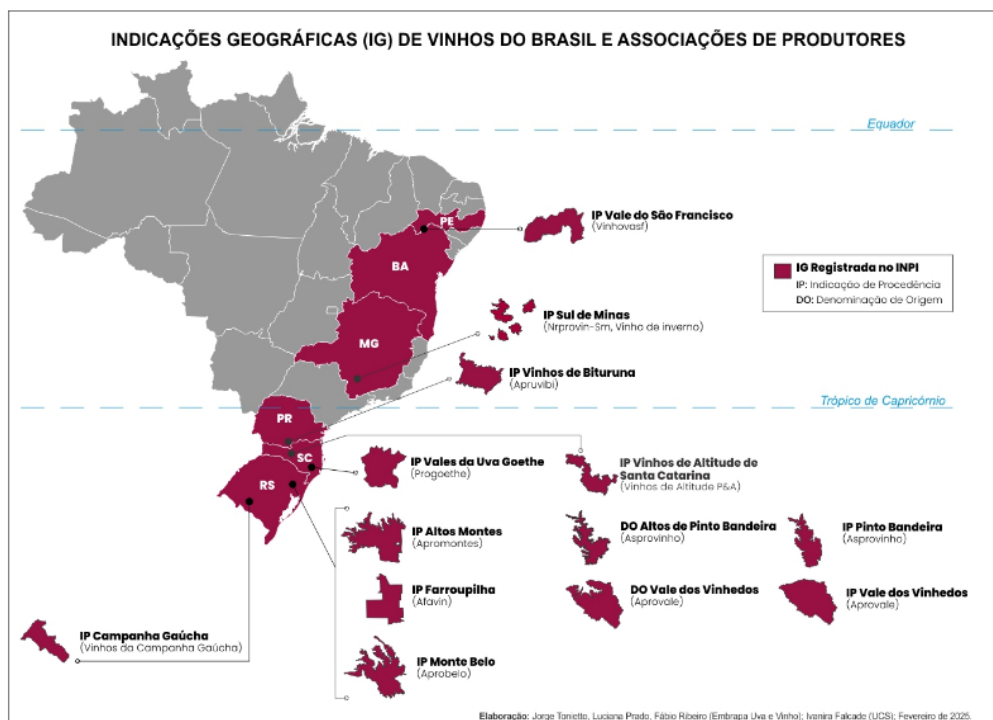 INDICAÇÕES GEOGRÁFICAS (IG) DE VINHOS DO BRASIL E ASSOCIAÇÕES DE PRODUTORES
Equador
PE
IP Vale do São Francisco
(Vinhovasf)
BA
IG Registrada no INPI
IP: Indicação de Procedência
DO: Denominação de Origem
IP Sul de Minas
(Nrprovin-Sm, Vinho de inverno)
MG
IP Vinhos de Bituruna
(Apruvibi)
Trópico de Capricórnio
PR
SC
RS
IP Vales da Uva Goethe
(Progoethe)
IP Vinhos de Altitude de
Santa Catarina
(Vinhos de Altitude P&A)
IP Altos Montes
(Apromontes)
DO Altos de Pinto Bandeira
(Asprovinho)
IP Pinto Bandeira
(Asprovinho)
IP Farroupilha
(Afavin)
DO Vale dos Vinhedos
(Aprovale)
IP Vale dos Vinhedos
(Aprovale)
IP Campanha Gaúcha
(Vinhos da Campanha Gaúcha)
IP Monte Belo
(Aprobelo)
Elaboração: Jorge Tonietto, Luciana Prado, Fábio Ribeiro (Embrapa Uva e Vinho); Ivanira Falcade (UCS); Fevereiro de 2025.